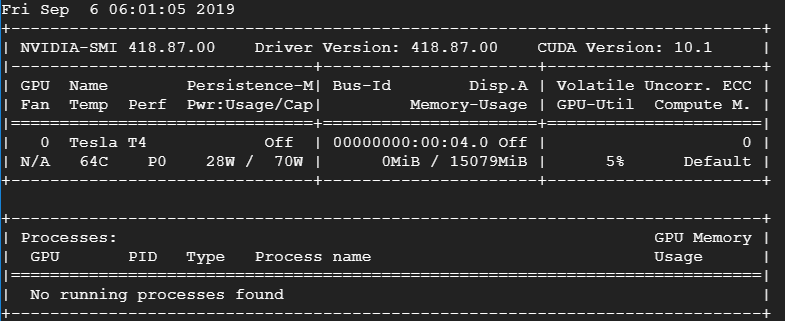 Fri Sep  6 06:01:05 2019
+-----------------------------------------------------------------------------+
| NVIDIA-SMI 418.87.00    Driver Version: 418.87.00    CUDA Version: 10.1     |
|-------------------------------+----------------------+----------------------+
| GPU  Name        Persistence-M| Bus-Id        Disp.A | Volatile Uncorr. ECC |
| Fan  Temp  Perf  Pwr:Usage/Cap|         Memory-Usage | GPU-Util  Compute M. |
|===============================+======================+======================|
|   0  Tesla T4            Off  | 00000000:00:04.0 Off |                    0 |
| N/A   64C    P0    28W /  70W |      0MiB / 15079MiB |      5%      Default |
+-------------------------------+----------------------+----------------------+

+-----------------------------------------------------------------------------+
| Processes:                                                       GPU Memory |
|  GPU       PID   Type   Process name                             Usage      |
|=============================================================================|
|  No running processes found                                                 |
+-----------------------------------------------------------------------------+